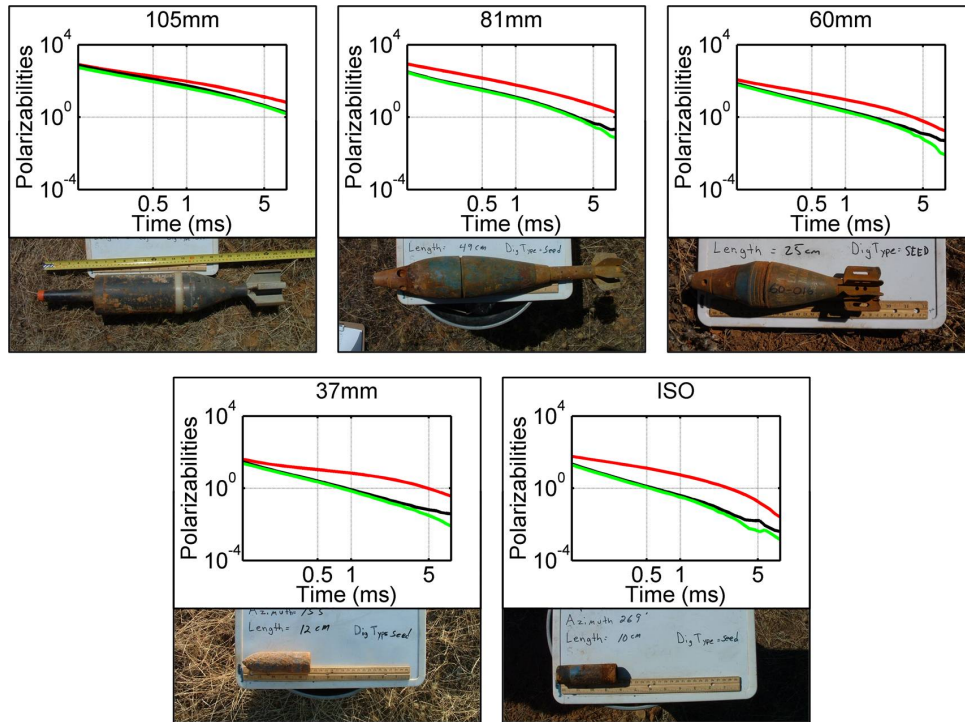 105mm
Polarizabilities
10^4
10^0
10^-4
0.5 1 5
Time (ms)
81mm
Polarizabilities
10^4
10^0
10^-4
0.5 1 5
Time (ms)
Length= 49cm Dig Type=Seed
60mm
Polarizabilities
10^4
10^0
10^-4
0.5 1 5
Time (ms)
Length = 25cm Dig Type=SEED
37mm
Polarizabilities
10^4
10^0
10^-4
0.5 1 5
Time (ms)
Azimuth=
Length= 12cm Dig Type seed
ISO
Polarizabilities
10^4
10^0
10^-4
0.5 1 5
Time (ms)
Azimuth 269°
Length= 10cm Dig Type=seed